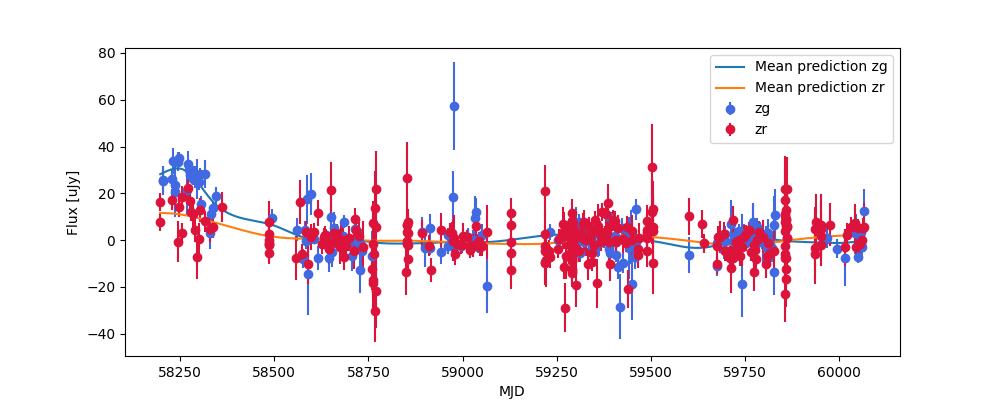 80
60
40
20
0
−20
−40
Flux [uJy]
58250
58500
58750
59000
59250
59500
59750
60000
MJD
Mean prediction zg
Mean prediction zr
zg
zr